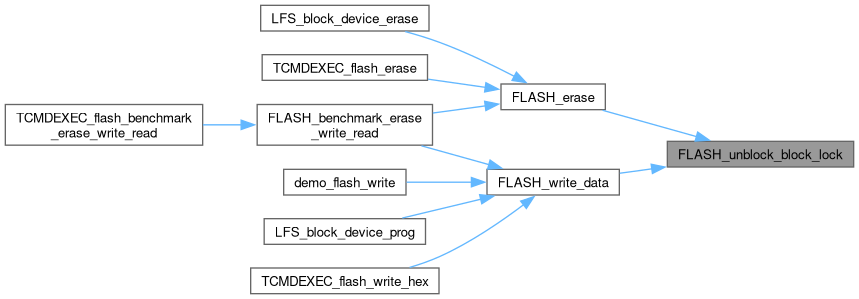 LFS_block_device_erase
TCMDEXEC_flash_erase
FLASH_erase
TCMDEXEC_flash_benchmark
_erase_write_read
FLASH_benchmark_erase
_write_read
FLASH_unblock_block_lock
demo_flash_write
FLASH_write_data
LFS_block_device_prog
TCMDEXEC_flash_write_hex